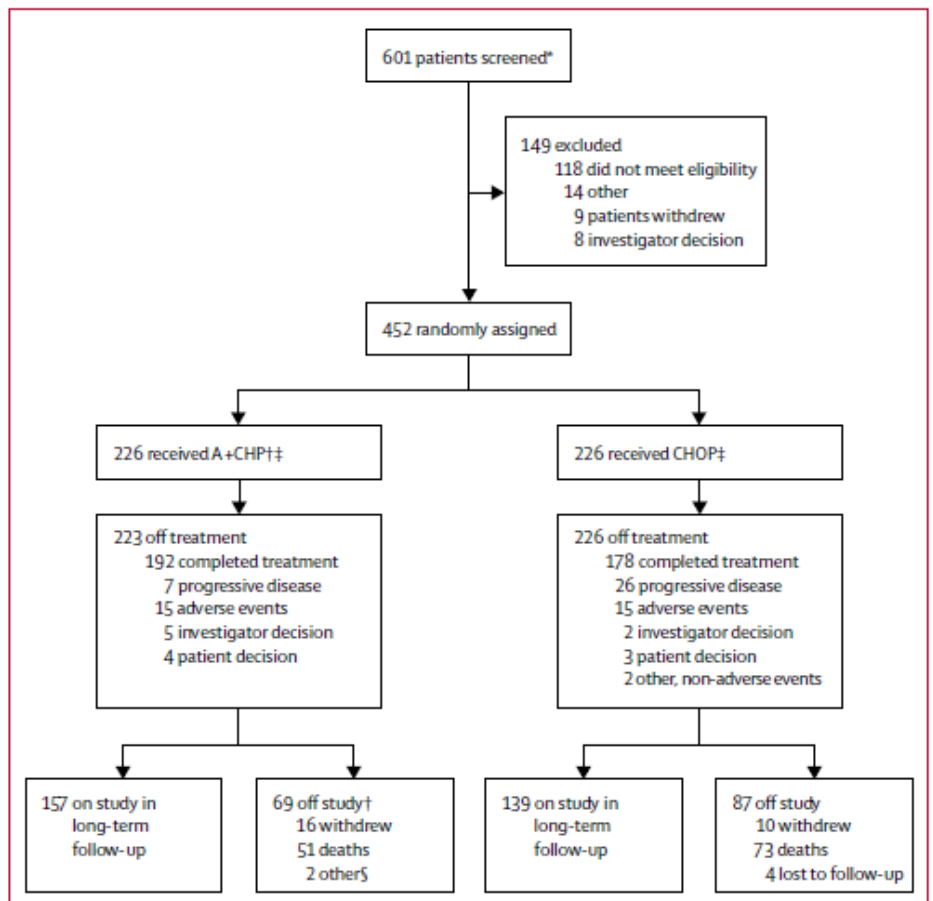 601 patients screened*
149 excluded
118 did not meet eligibility
14 other
9 patients withdrew
8 investigator decision
452 randomly assigned
226 received A+CHP†‡
226 received CHOP‡
223 off treatment
192 completed treatment
7 progressive disease
15 adverse events
5 investigator decision
4 patient decision
226 off treatment
178 completed treatment
26 progressive disease
15 adverse events
2 investigator decision
3 patient decision
2 other, non-adverse events
157 on study in
long-term
follow-up
69 off study†
16 withdrew
51 deaths
2 other§
139 on study in
long-term
follow-up
87 off study
10 withdrew
73 deaths
4 lost to follow-up